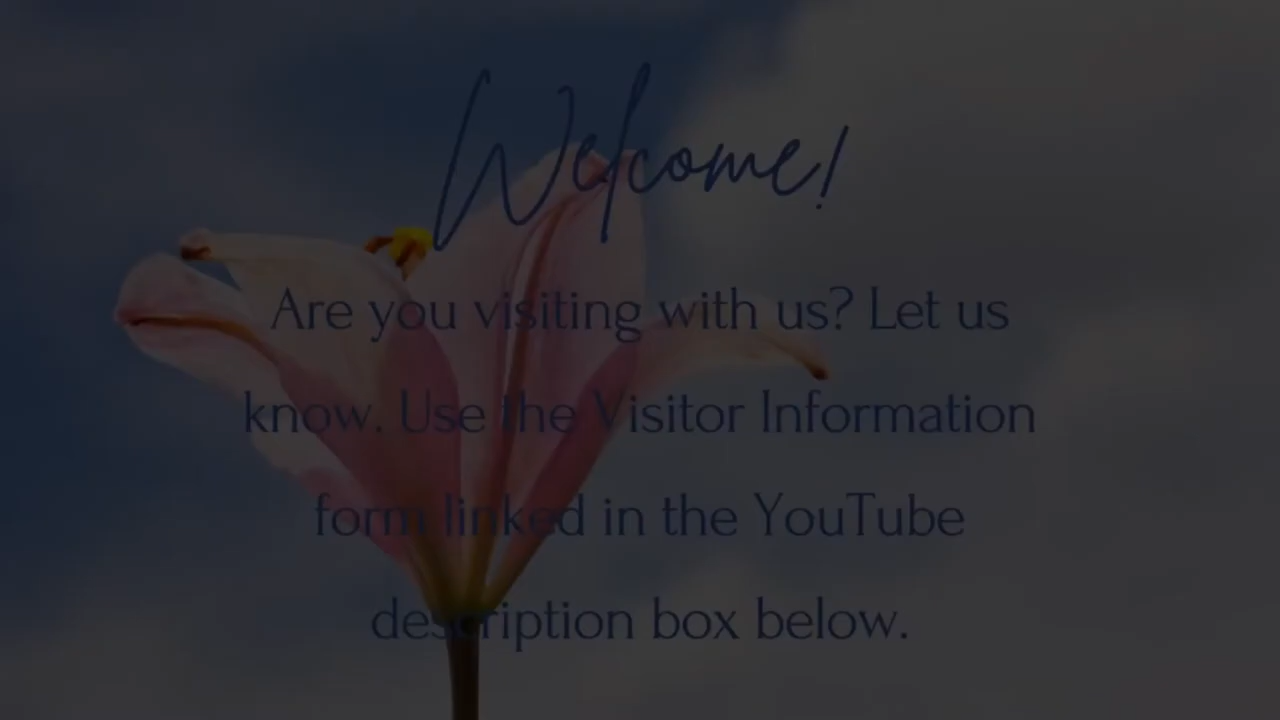 Welcome!
Are you visiting with us? Let us
know. Use the Visitor Information
form linked in the YouTube
description box below.